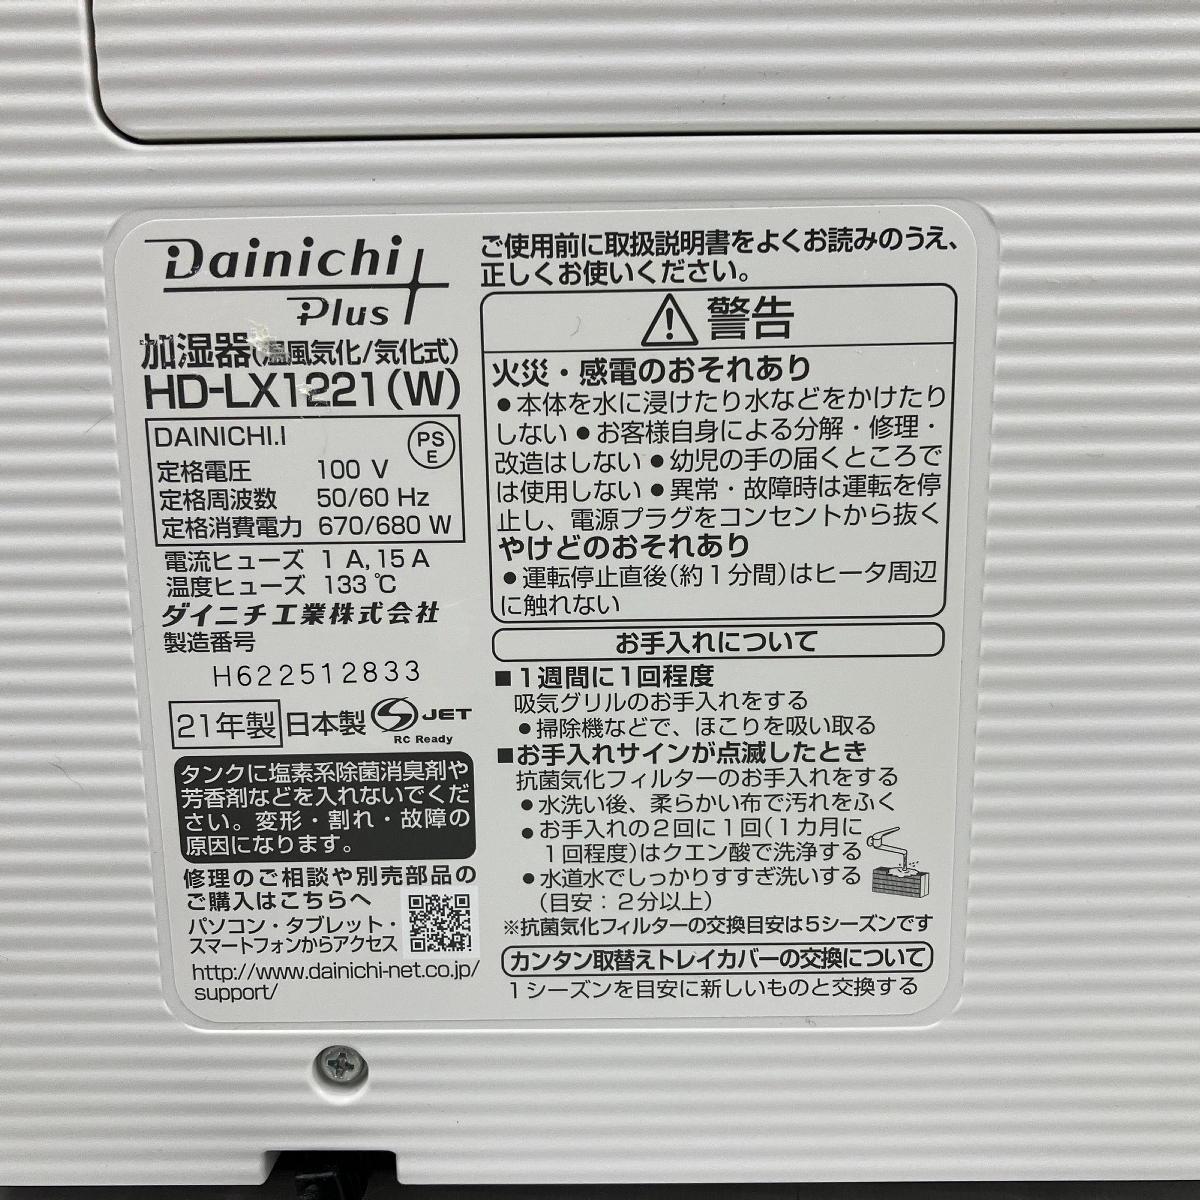 Dainichi
Plus
加湿器(温風気化/気化式)
HD-LX1221(W)
DAINICHI.I
PS
E
定格電圧 100 V
定格周波数 50/60 Hz
定格消費電力 670/680 W
電流ヒューズ 1 A, 15 A
温度ヒューズ 133 ℃
ダイニチ工業株式会社
製造番号
H622512833
21年製 日本製 S JET
RC Ready
タンクに塩素系除菌消臭剤や
芳香剤などを入れないでくだ
さい。変形・割れ・故障の
原因になります。
修理のご相談や別売部品の
ご購入はこちらへ
パソコン・タブレット・
スマートフォンからアクセス
http://www.dainichi-net.co.jp/
support/
ご使用前に取扱説明書をよくお読みのうえ、
正しくお使いください。
警告
火災・感電のおそれあり
●本体を水に浸けたり水などをかけたり
しない●お客様自身による分解・修理・
改造はしない●幼児の手の届くところで
は使用しない●異常・故障時は運転を停
止し、電源プラグをコンセントから抜く
やけどのおそれあり
●運転停止直後(約1分間)はヒータ周辺
に触れない
お手入れについて
■1週間に1回程度
吸気グリルのお手入れをする
●掃除機などで、ほこりを吸い取る
■お手入れサインが点滅したとき
抗菌気化フィルターのお手入れをする
●水洗い後、柔らかい布で汚れをふく
●お手入れの2回に1回(1カ月に
1回程度)はクエン酸で洗浄する
●水道水でしっかりすすぎ洗いする
(目安:2分以上)
※抗菌気化フィルターの交換目安は5シーズンです
カンタン取替えトレイカバーの交換について
1シーズンを目安に新しいものと交換する